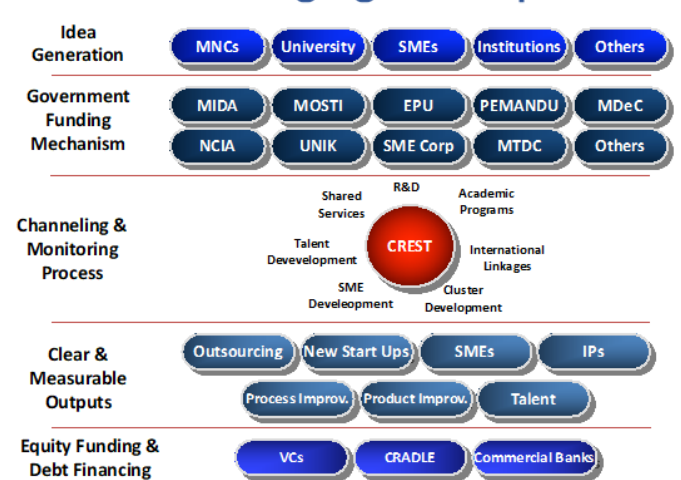 Idea
Generation
MNCs University SMEs Institutions Others
Government
Funding
Mechanism
MIDA MOSTI EPU PEMANDU MDeC
NCIA UNIK SME Corp MTDC Others
Channeling &
Monitoring
Process
R&D
Shared
Services
Academic
Programs
Talent
Devevelopment
CREST
International
Linkages
SME
Develeopment
Cluster
Development
Clear &
Measurable
Outputs
Outsourcing New Start Ups SMEs IPs
Process Improv. Product Improv. Talent
Equity Funding &
Debt Financing
VCs CRADLE Commercial Banks